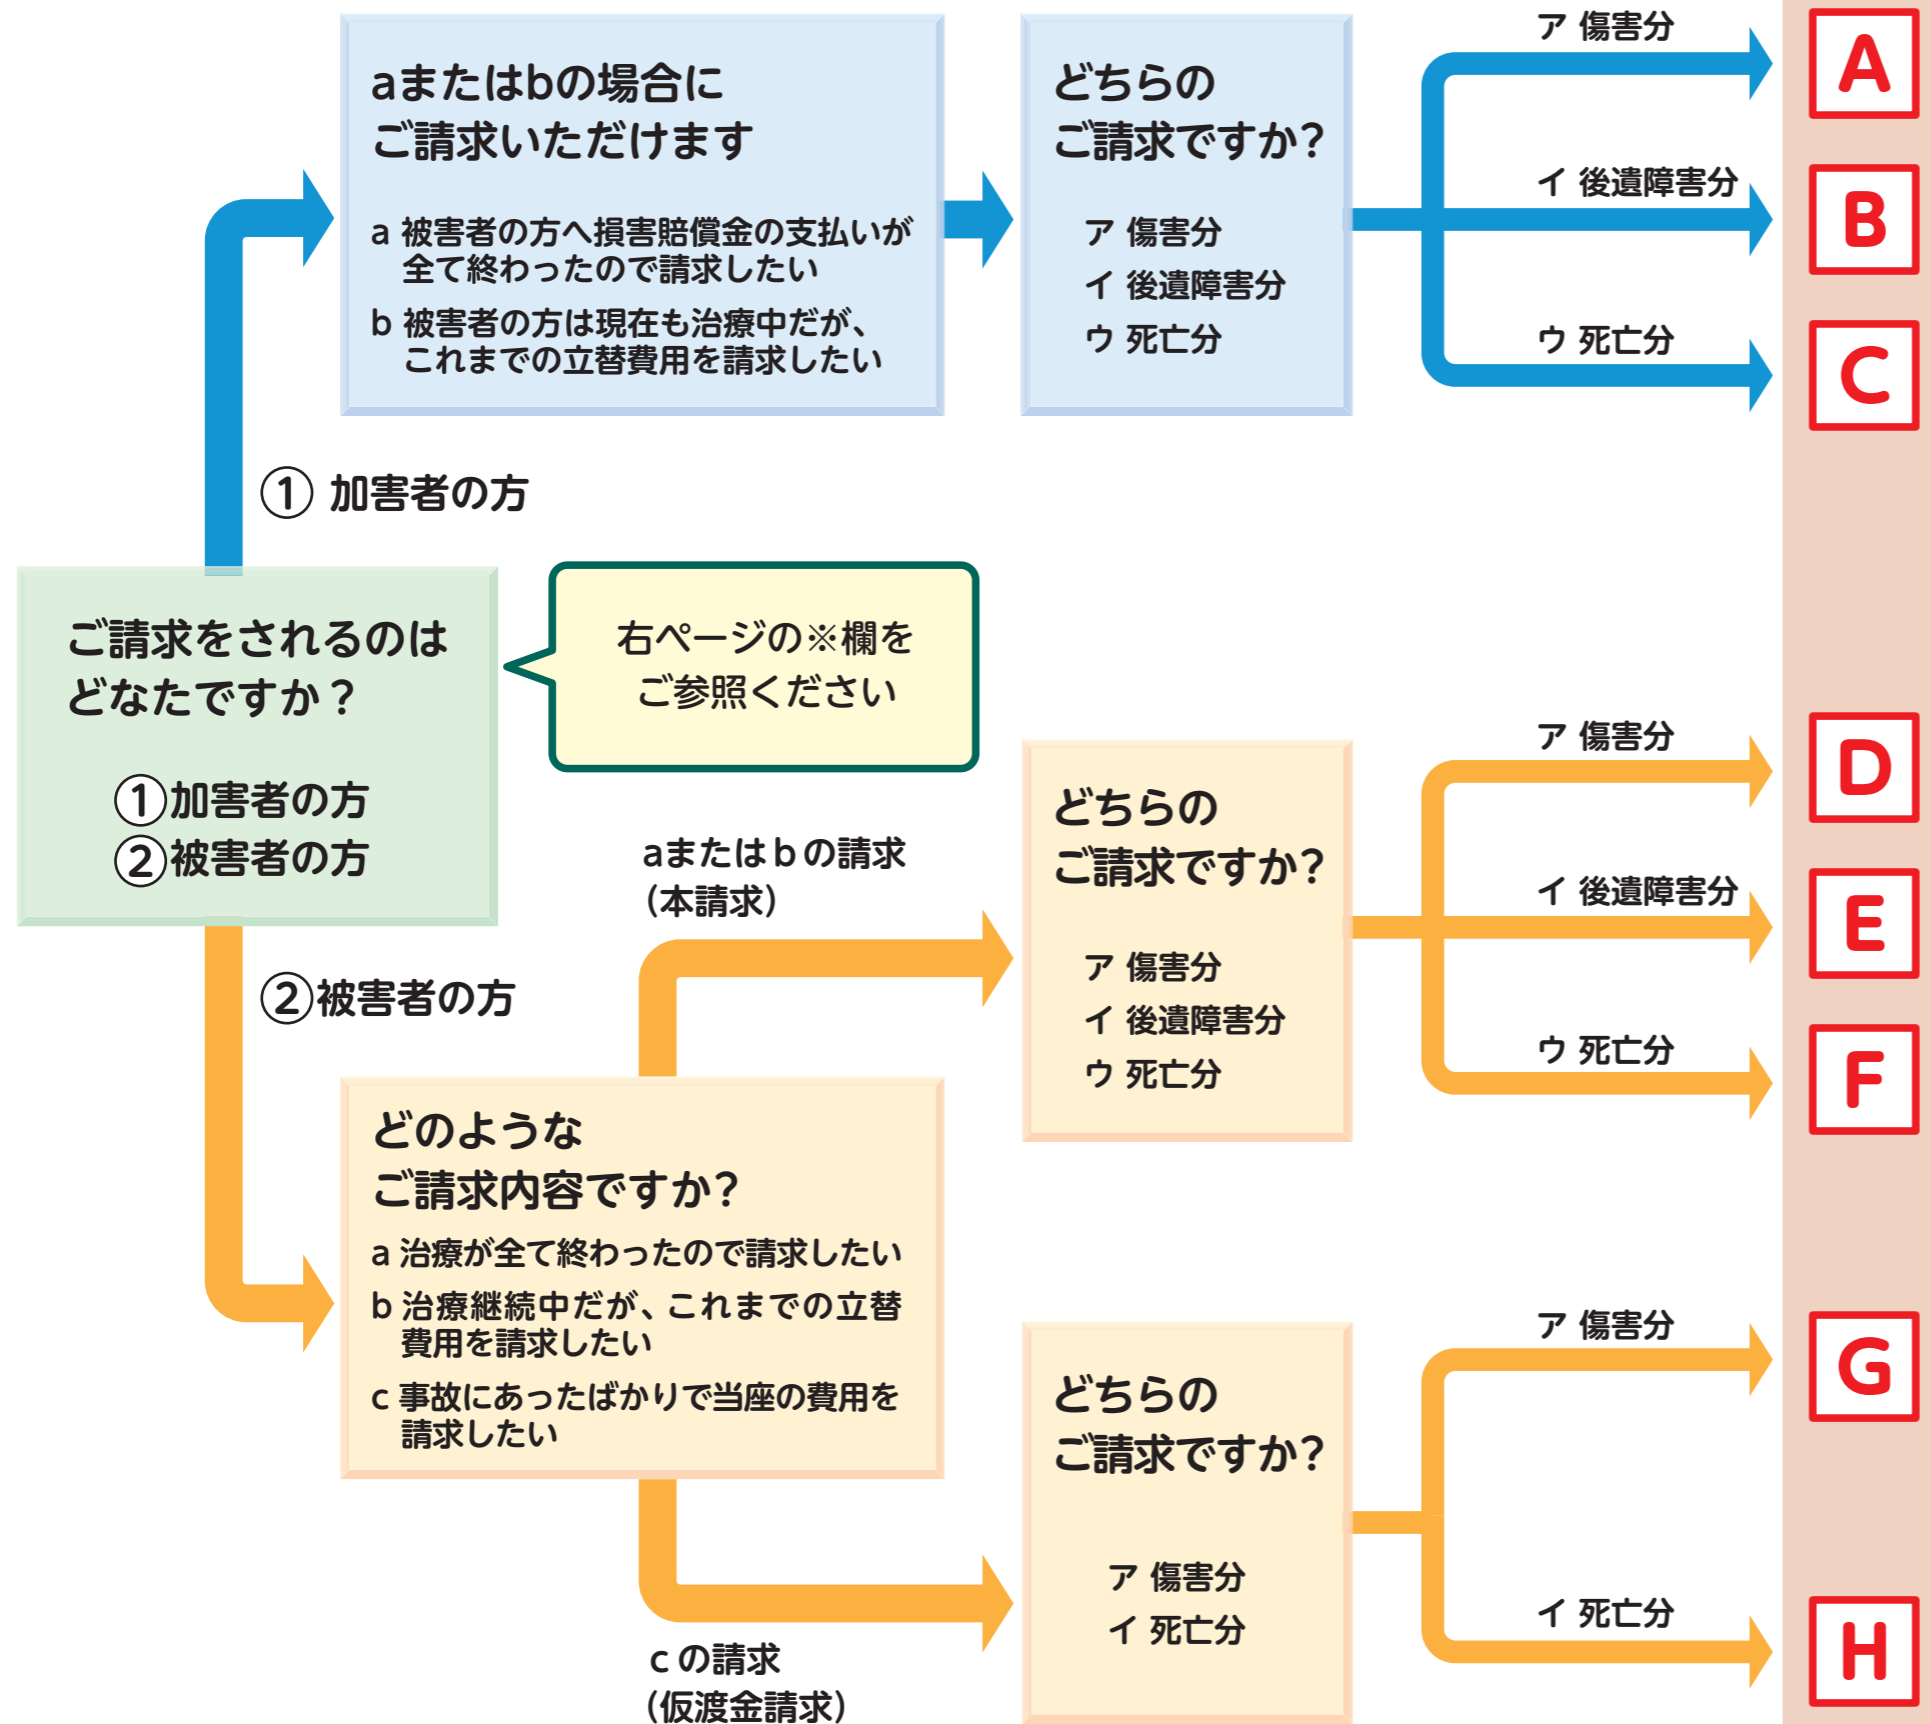 aまたはbの場合に
ご請求いただけます
a 被害者の方へ損害賠償金の支払いが
全て終わったので請求したい
b 被害者の方は現在も治療中だが、
これまでの立替費用を請求したい
どちらの
ご請求ですか?
ア 傷害分
イ 後遺障害分
ウ 死亡分
ア 傷害分
A
イ 後遺障害分
B
ウ 死亡分
C
① 加害者の方
ご請求をされるのは
どなたですか？
①加害者の方
②被害者の方
右ページの※欄を
ご参照ください
②被害者の方
aまたはbの請求
（本請求）
どのような
ご請求内容ですか?
a 治療が全て終わったので請求したい
b 治療継続中だが、これまでの立替
費用を請求したい
c 事故にあったばかりで当座の費用を
請求したい
どちらの
ご請求ですか?
ア 傷害分
イ 後遺障害分
ウ 死亡分
ア 傷害分
D
イ 後遺障害分
E
ウ 死亡分
F
cの請求
（仮渡金請求）
どちらの
ご請求ですか?
ア 傷害分
イ 死亡分
ア 傷害分
G
イ 死亡分
H